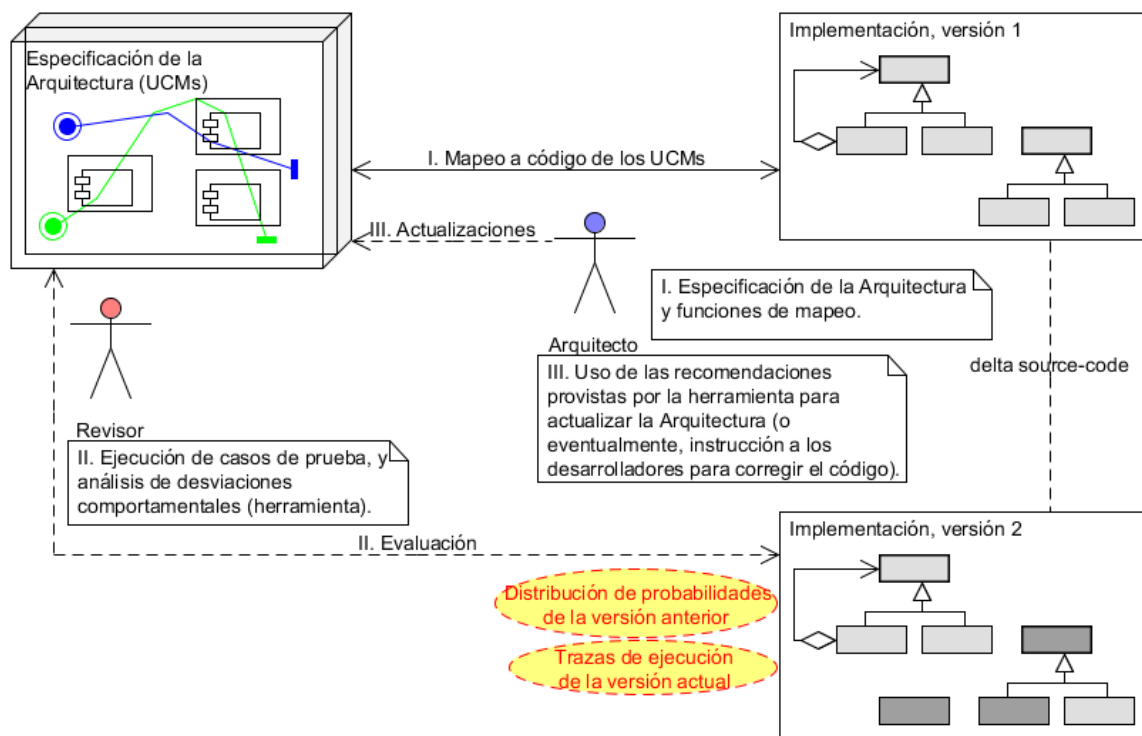 Especificación de la
Arquitectura (UCMs)
Implementación, versión 1
I. Mapeo a código de los UCMs
III. Actualizaciones
I. Especificación de la Arquitectura
y funciones de mapeo.
Arquitecto
III. Uso de las recomendaciones
provistas por la herramienta para
actualizar la Arquitectura (o
eventualmente, instrucción a los
desarrolladores para corregir el código).
delta source-code
Revisor
II. Ejecución de casos de prueba, y
análisis de desviaciones
comportamentales (herramienta).
II. Evaluación
Implementación, versión 2
Distribución de probabilidades
de la versión anterior
Trazas de ejecución
de la versión actual